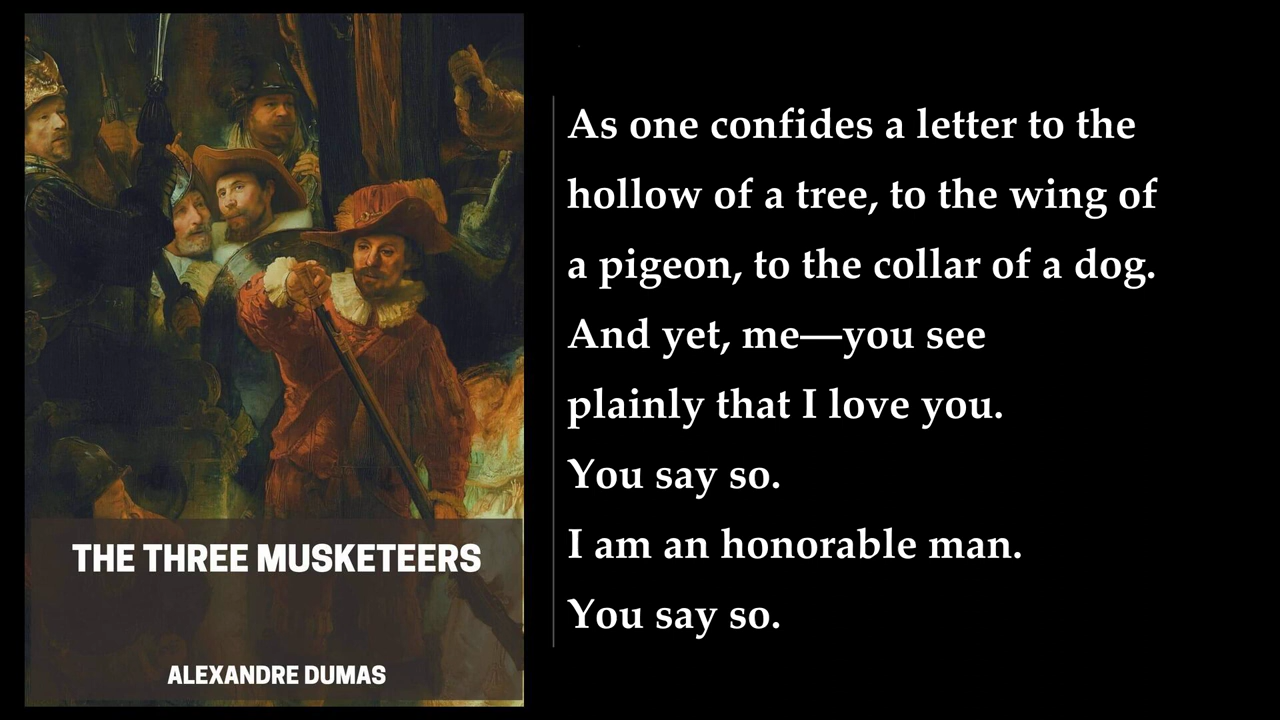 THE THREE MUSKETEERS
ALEXANDRE DUMAS
As one confides a letter to the
hollow of a tree, to the wing of
a pigeon, to the collar of a dog.
And yet, me—you see
plainly that I love you.
You say so.
I am an honorable man.
You say so.